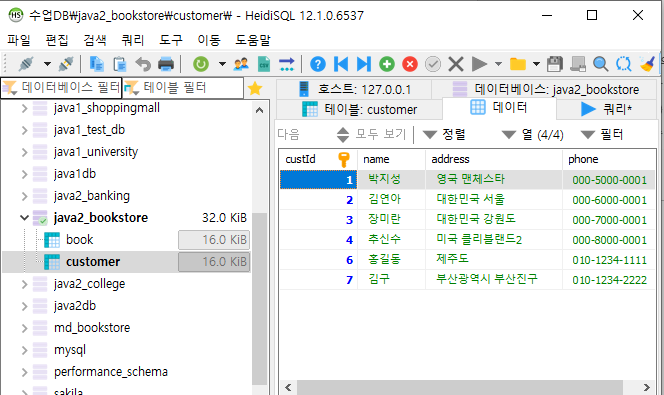 수업DB\java2_bookstore\customer\ - HeidiSQL 12.1.0.6537
파일 편집 검색 쿼리 도구 이동 도움말
데이터베이스 필터 테이블 필터
java1_shoppingmall
java1_test_db
java1_university
java1db
java2_banking
java2_bookstore 32.0 KiB
book 16.0 KiB
customer 16.0 KiB
java2_college
java2db
md_bookstore
mysql
performance_schema
sakila
호스트: 127.0.0.1 데이터베이스: java2_bookstore
테이블: customer 데이터 쿼리*
다음 모두 보기 정렬 열 (4/4) 필터
custId name address phone
1 박지성 영국 맨체스타 000-5000-0001
2 김연아 대한민국 서울 000-6000-0001
3 장미란 대한민국 강원도 000-7000-0001
4 추신수 미국 클리블랜드2 000-8000-0001
6 홍길동 제주도 010-1234-1111
7 김구 부산광역시 부산진구 010-1234-2222